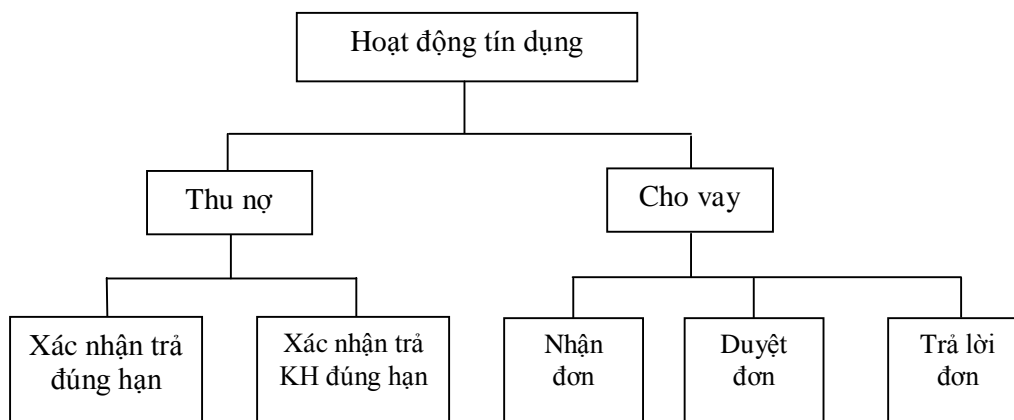 Hoạt động tín dụng
Thu nợ
Cho vay
Xác nhận trả
đúng hạn
Xác nhận trả
KH đúng hạn
Nhận
đơn
Duyệt
đơn
Trả lời
đơn